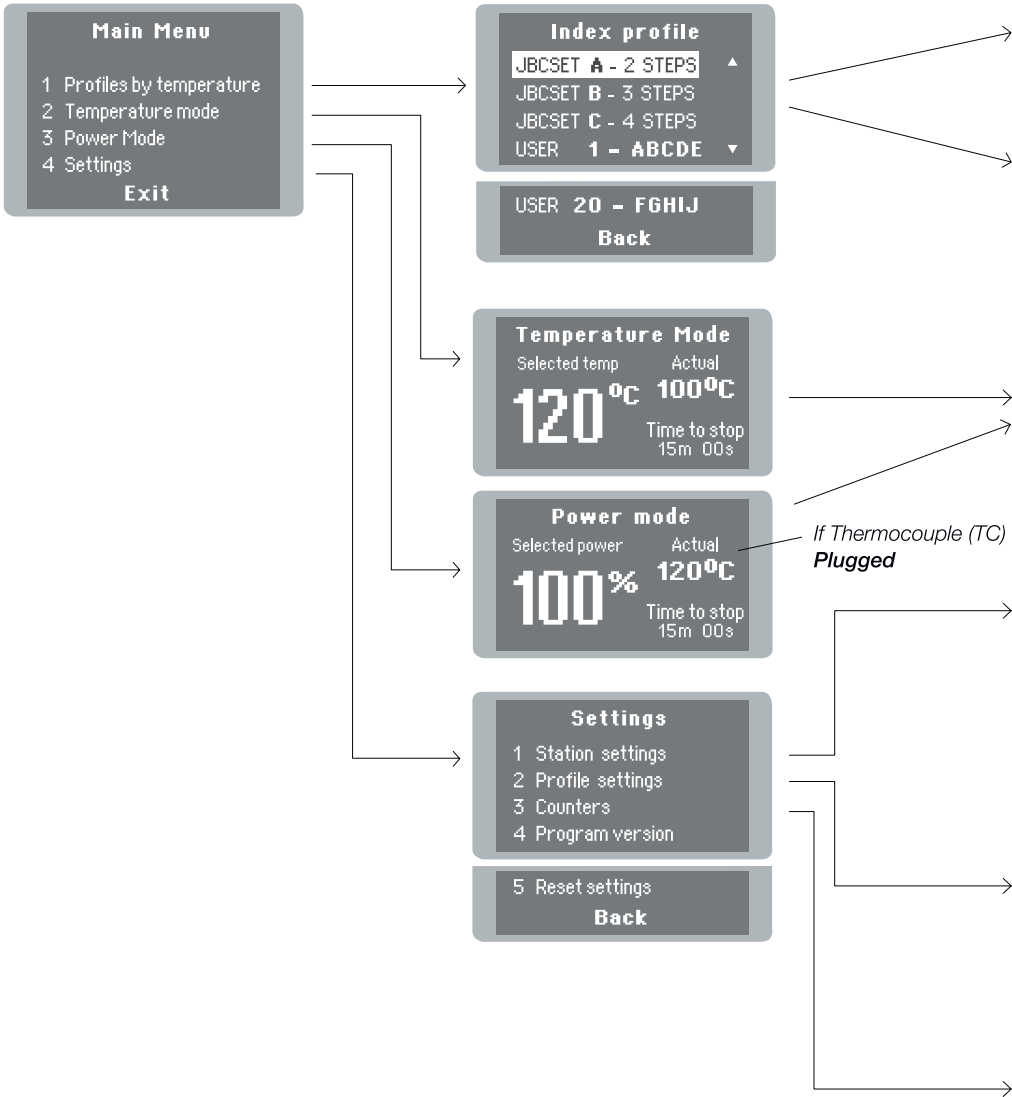 Main Menu
1 Profiles by temperature
2 Temperature mode
3 Power Mode
4 Settings
Exit
Index profile
JBCSET A - 2 STEPS ▲
JBCSET B - 3 STEPS
JBCSET C - 4 STEPS
USER 1 - ABCDE ▼
USER 20 - FGHIJ
Back
Temperature Mode
Selected temp Actual
120ºC 100ºC
Time to stop
15m 00s
Power mode
Selected power Actual
100% 120ºC
Time to stop
15m 00s
If Thermocouple (TC)
Plugged
Settings
1 Station settings
2 Profile settings
3 Counters
4 Program version
5 Reset settings
Back